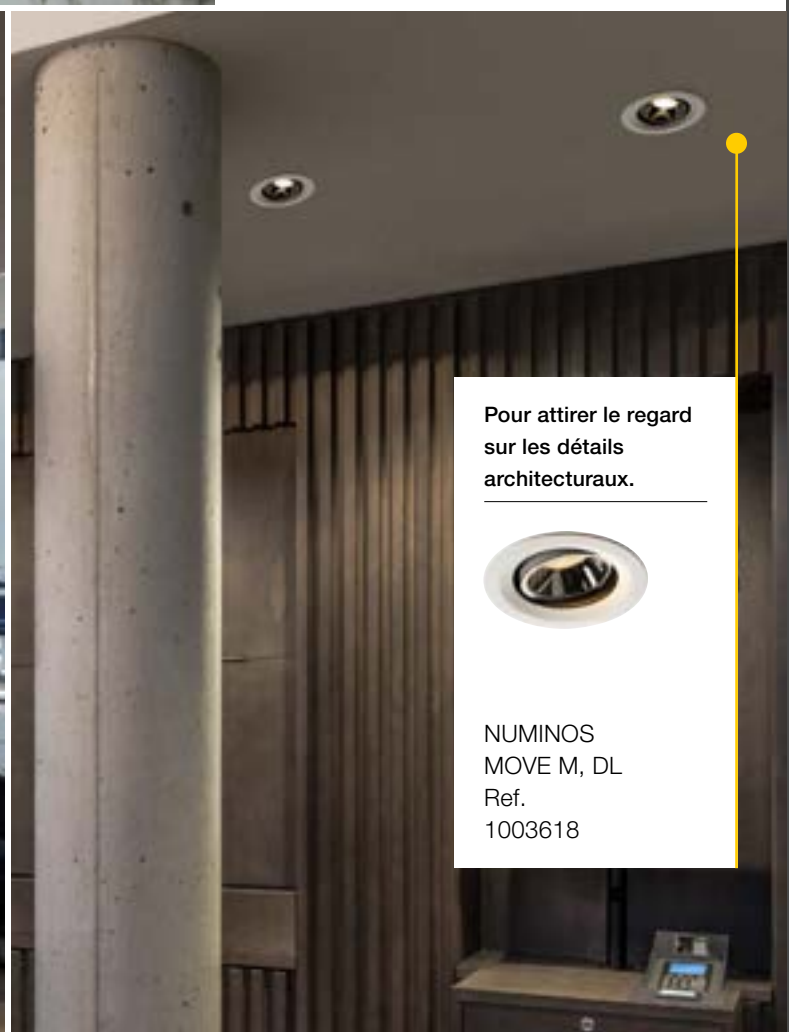 Pour attirer le regard
sur les détails
architecturaux.
NUMINOS
MOVE M, DL
Ref.
1003618